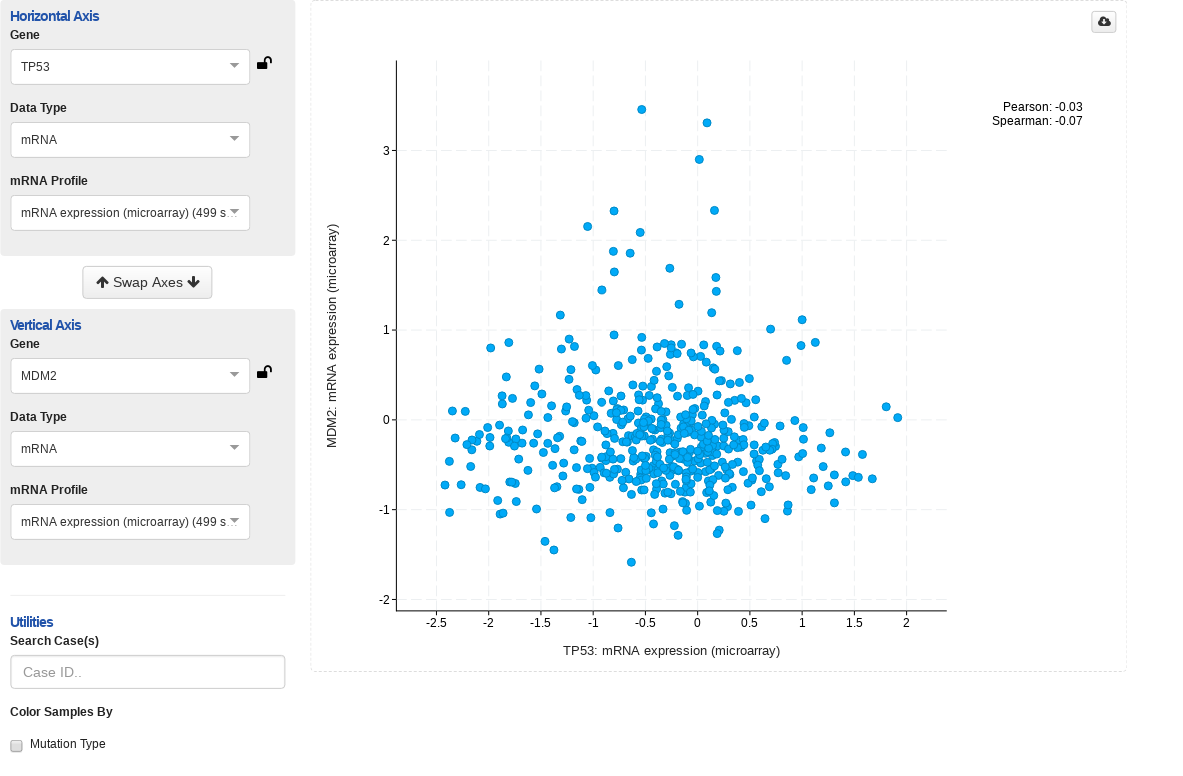 Horizontal Axis
Gene
TP53
Data Type
mRNA
mRNA Profile
mRNA expression (microarray) (499 s...
Swap Axes
Vertical Axis
Gene
MDM2
Data Type
mRNA
mRNA Profile
mRNA expression (microarray) (499 s...
Utilities
Search Case(s)
Case ID..
Color Samples By
Mutation Type
Pearson: -0.03
Spearman: -0.07
MDM2: mRNA expression (microarray)
3
2
1
0
-1
-2
-2.5 -2 -1.5 -1 -0.5 0 0.5 1 1.5 2
TP53: mRNA expression (microarray)